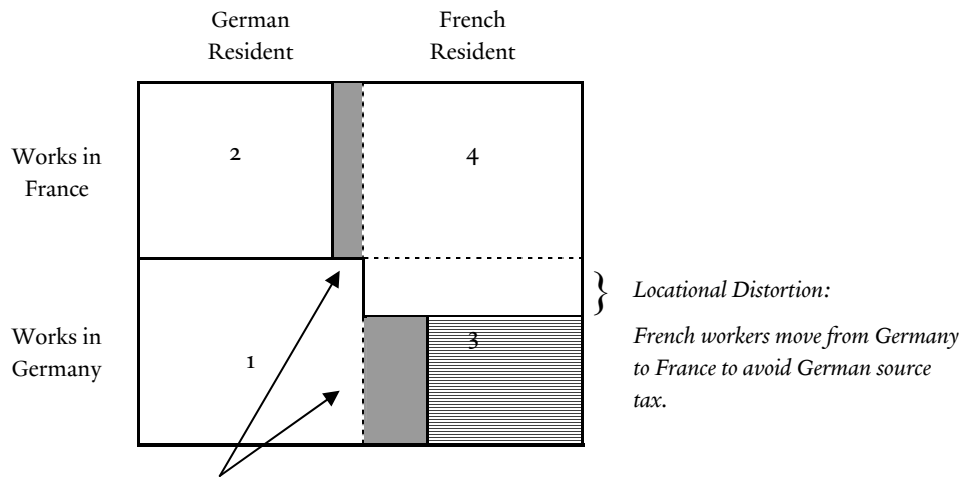 German
Resident
French
Resident
Works in
France
2
4
Locational Distortion:
French workers move from Germany
to France to avoid German source
tax.
Works in
Germany
1
3